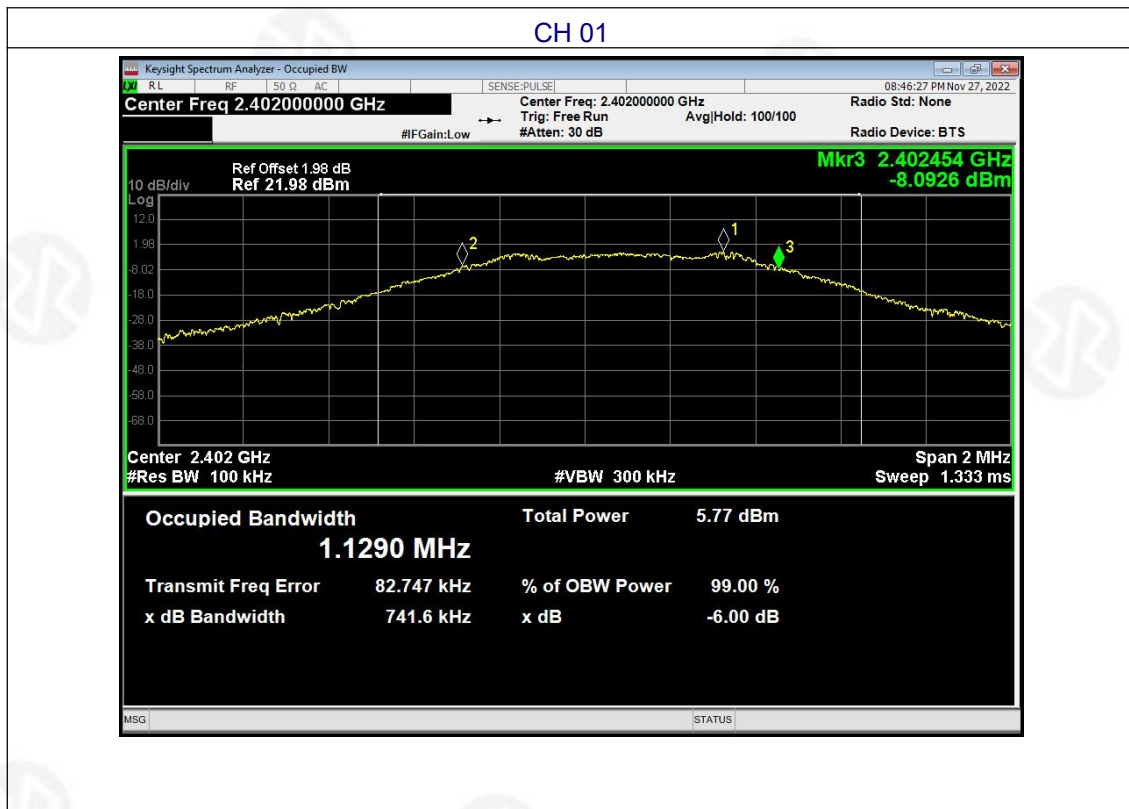 CH 01
Keysight Spectrum Analyzer - Occupied BW
LXI RL RF 50 Ω AC SENSE:PULSE 08:46:27 PM Nov 27, 2022
Center Freq 2.402000000 GHz Center Freq: 2.402000000 GHz Radio Std: None
Trig: Free Run Avg|Hold: 100/100
#IFGain:Low #Atten: 30 dB Radio Device: BTS
Ref Offset 1.98 dB Mkr3 2.402454 GHz
10 dB/div Ref 21.98 dBm -8.0926 dBm
Log
12.0
1.98
-8.02
-18.0
-28.0
-38.0
-48.0
-58.0
-68.0
2
1
3
Center 2.402 GHz Span 2 MHz
#Res BW 100 kHz #VBW 300 kHz Sweep 1.333 ms
Occupied Bandwidth Total Power 5.77 dBm
1.1290 MHz
Transmit Freq Error 82.747 kHz % of OBW Power 99.00 %
x dB Bandwidth 741.6 kHz x dB -6.00 dB
MSG STATUS